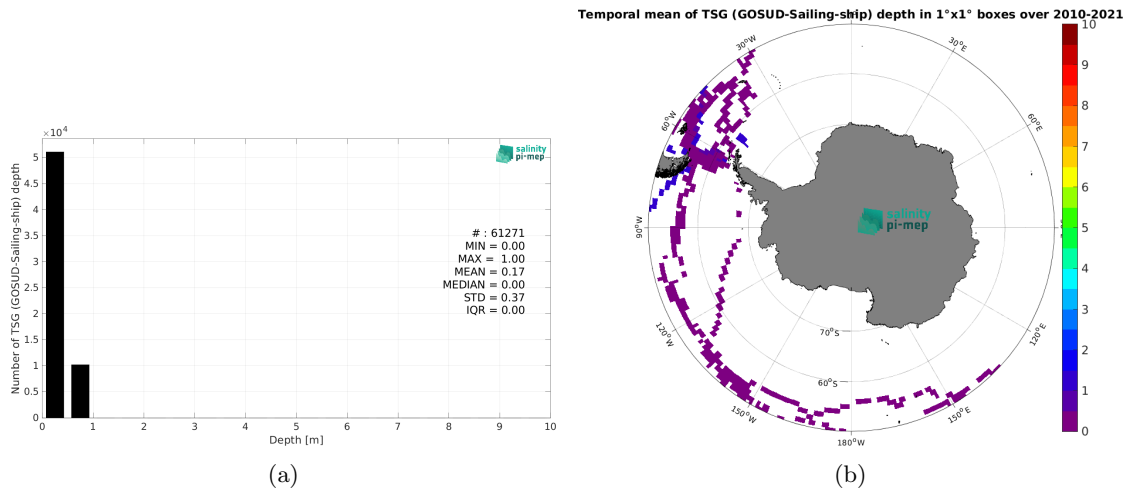 ×10⁴
5
4.5
4
3.5
3
2.5
2
1.5
1
0.5
0
Number of TSG (GOSUD-Sailing-ship) depth
salinity
pi-mep
# : 61271
MIN = 0.00
MAX = 1.00
MEAN = 0.17
MEDIAN = 0.00
STD = 0.37
IQR = 0.00
0 1 2 3 4 5 6 7 8 9 10
Depth [m]
(a)
Temporal mean of TSG (GOSUD-Sailing-ship) depth in 1°x1° boxes over 2010-2021
30°W
30°E
60°W
60°E
90°W
120°W
120°E
150°W
150°E
180°W
70°S
60°S
salinity
pi-mep
10
9
8
7
6
5
4
3
2
1
0
(b)